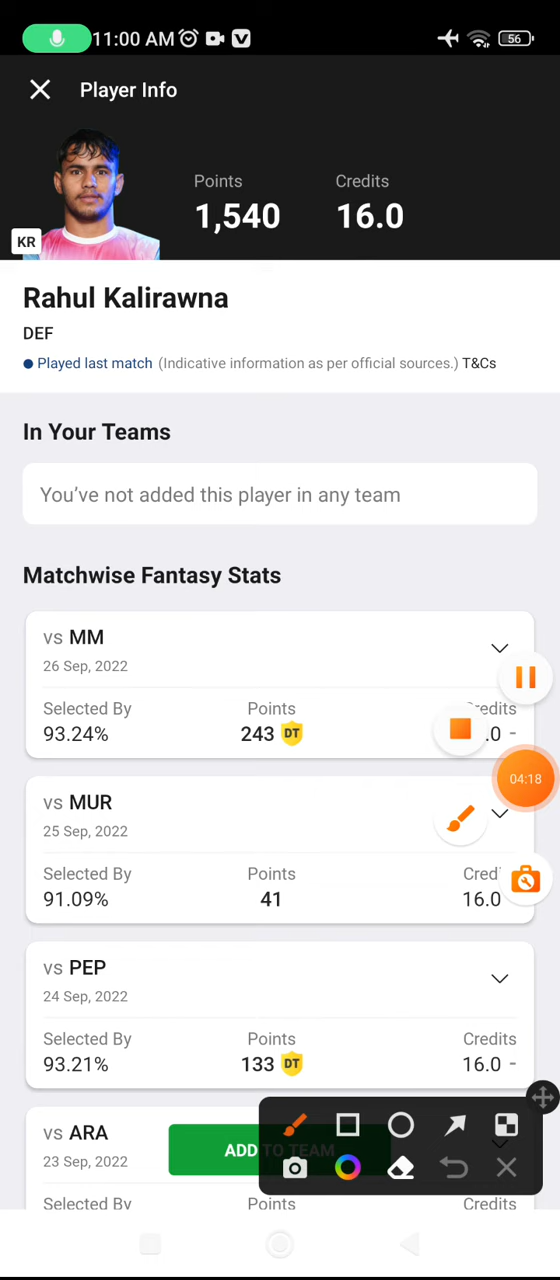 11:00 AM
56
Player Info
Points
Credits
1,540
16.0
KR
Rahul Kalirawna
DEF
Played last match (Indicative information as per official sources.) T&Cs
In Your Teams
You've not added this player in any team
Matchwise Fantasy Stats
vs MM
26 Sep, 2022
Selected By
Points
93.24%
243 DT
.0 -
vs MUR
25 Sep, 2022
04:18
Selected By
Points
91.09%
41
16.0
vs PEP
24 Sep, 2022
Selected By
Points
Credits
93.21%
133 DT
16.0 -
vs ARA
23 Sep, 2022
ADD TO TEAM
Selected By
Points
Credits